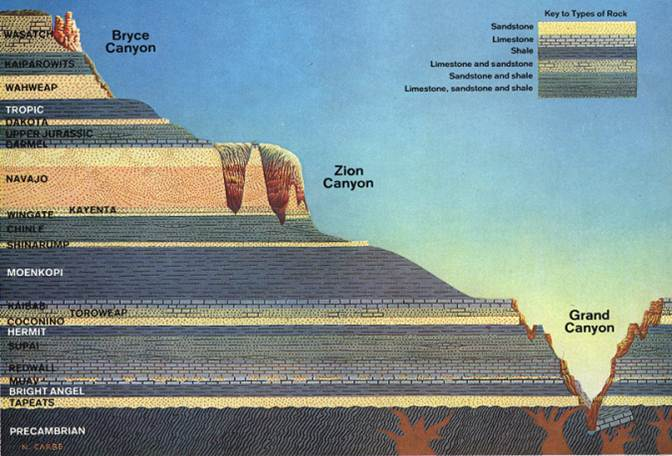 Key to Types of Rock
Sandstone
Limestone
Shale
Limestone and sandstone
Sandstone and shale
Limestone, sandstone and shale
Bryce
Canyon
WASATCH
KAIPAROWITS
WAHWEAP
TROPIC
DAKOTA
UPPER JURASSIC
CARMEL
Zion
Canyon
NAVAJO
WINGATE KAYENTA
CHINLE
SHINARUMP
MOENKOPI
Grand
Canyon
KAIBAB
TOROWEAP
COCONINO
HERMIT
SUPAI
REDWALL
MUAV
BRIGHT ANGEL
TAPEATS
PRECAMBRIAN
N. CARBE